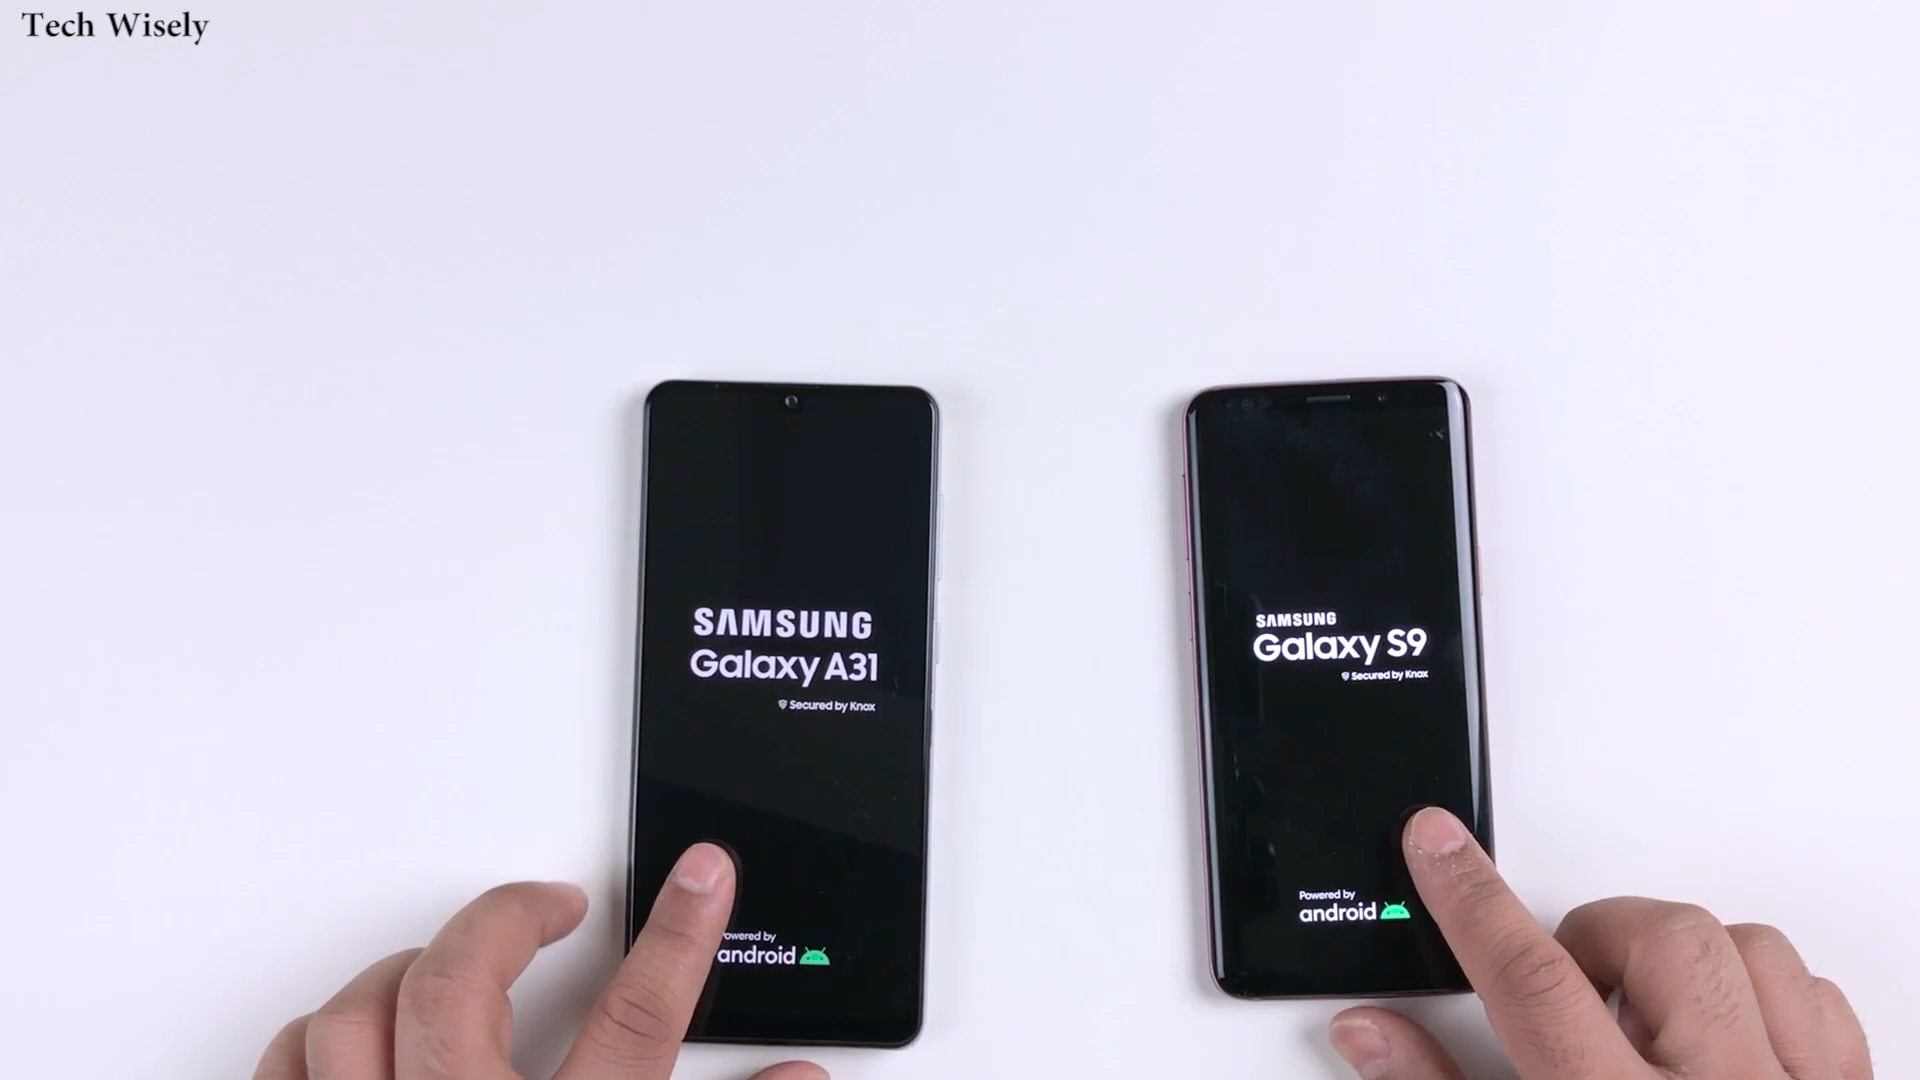 Tech Wisely
SAMSUNG
Galaxy A31
Secured by Knox
owered by
android
SAMSUNG
Galaxy S9
Secured by Knox
Powered by
android